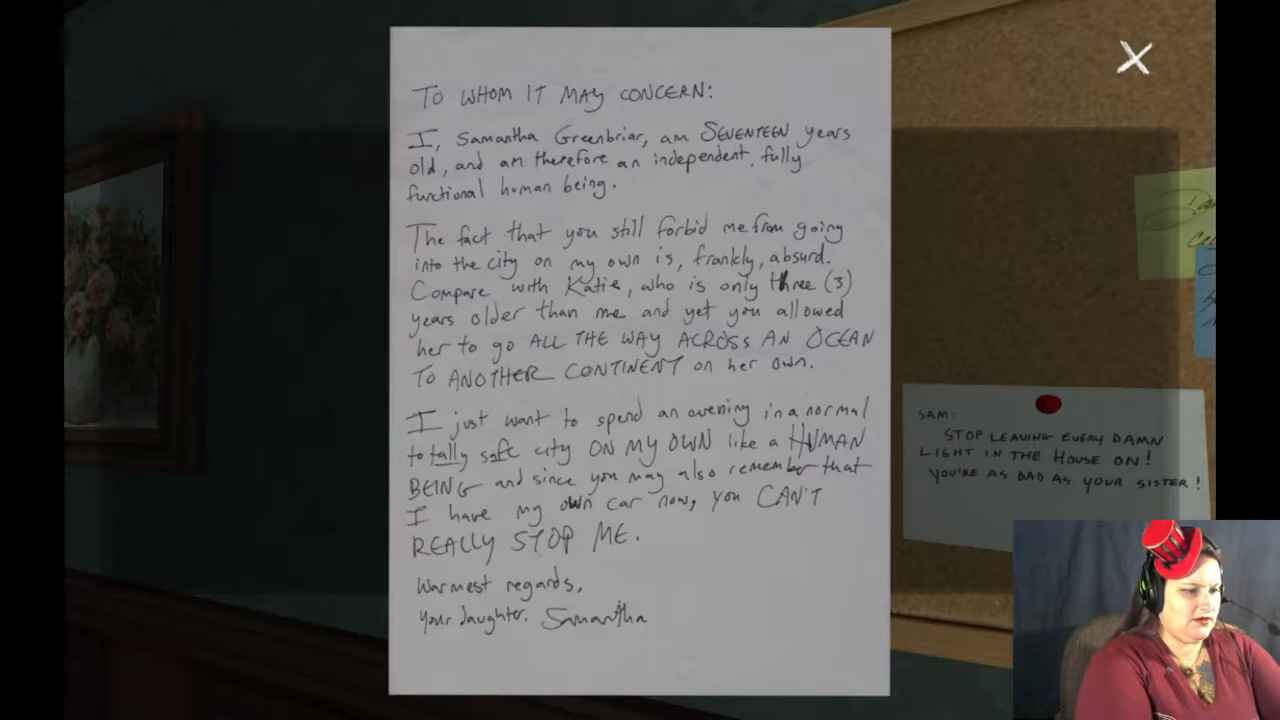 TO WHOM IT MAY CONCERN:
I, Samantha Greenbriar, am SEVENTEEN years
old, and am therefore an independent, fully
functional human being.
The fact that you still forbid me from going
into the city on my own is, frankly, absurd.
Compare with Katie, who is only three (3)
years older than me and yet you allowed
her to go ALL THE WAY ACROSS AN OCEAN
TO ANOTHER CONTINENT on her own.
I just want to spend an evening in a normal
totally safe city ON MY OWN like a HUMAN
BEING and since you may also remember that
I have my own car now, you CAN'T
REALLY STOP ME.
Warmest regards,
Your daughter. Samantha
SAM:
STOP LEAVING EVERY DAMN
LIGHT IN THE HOUSE ON!
YOU'RE AS BAD AS YOUR SISTER!